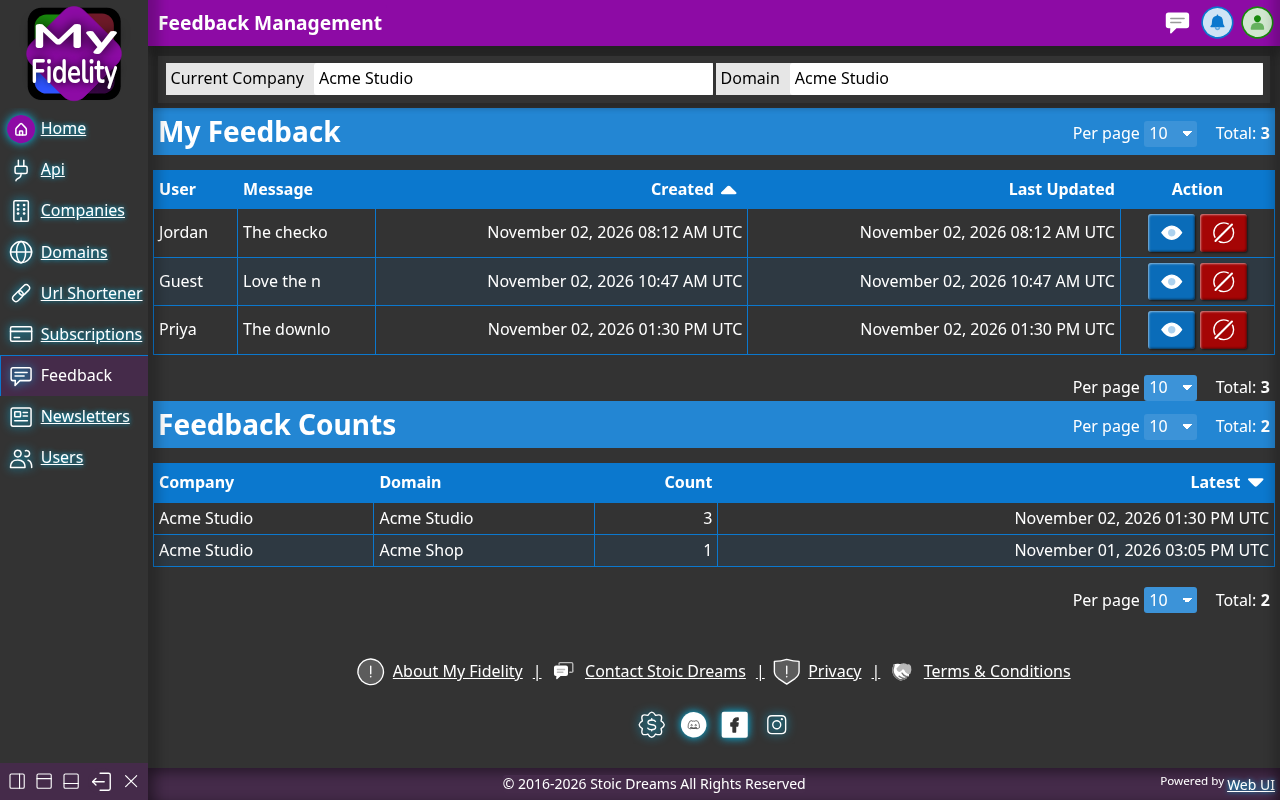 My
Fidelity
Feedback Management
Home
Api
Companies
Domains
Url Shortener
Subscriptions
Feedback
Newsletters
Users
Current Company Acme Studio Domain Acme Studio
My Feedback Per page 10 Total: 3
User Message Created Last Updated Action
Jordan The checko November 02, 2026 08:12 AM UTC November 02, 2026 08:12 AM UTC
Guest Love the n November 02, 2026 10:47 AM UTC November 02, 2026 10:47 AM UTC
Priya The downlo November 02, 2026 01:30 PM UTC November 02, 2026 01:30 PM UTC
Per page 10 Total: 3
Feedback Counts Per page 10 Total: 2
Company Domain Count Latest
Acme Studio Acme Studio 3 November 02, 2026 01:30 PM UTC
Acme Studio Acme Shop 1 November 01, 2026 03:05 PM UTC
Per page 10 Total: 2
About My Fidelity | Contact Stoic Dreams | Privacy | Terms & Conditions
© 2016-2026 Stoic Dreams All Rights Reserved
Powered by Web UI